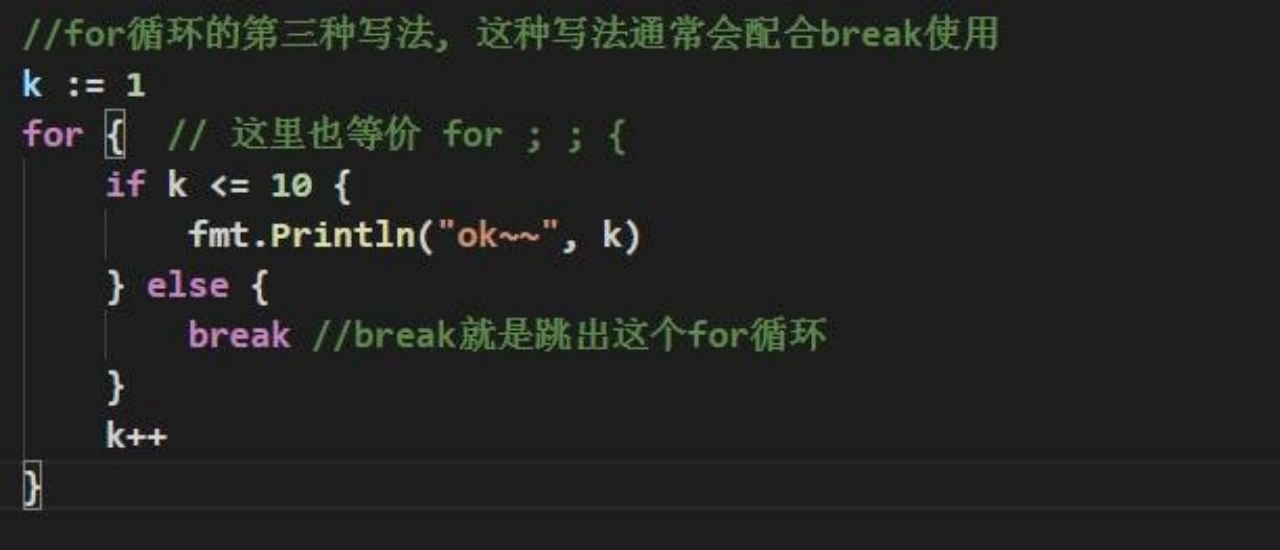 //for循环的第三种写法, 这种写法通常会配合break使用
k := 1
for {  // 这里也等价 for ; ; {
    if k <= 10 {
        fmt.Println("ok~~", k)
    } else {
        break //break就是跳出这个for循环
    }
    k++
}